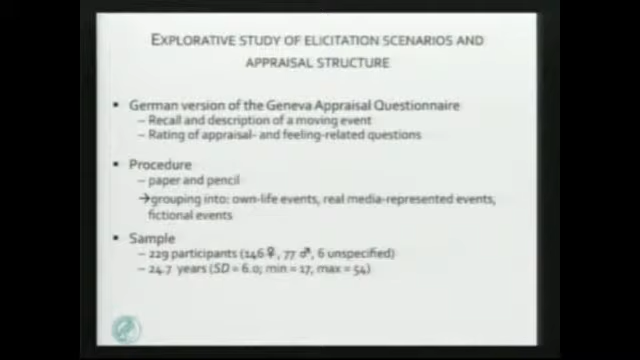 EXPLORATIVE STUDY OF ELICITATION SCENARIOS AND
APPRAISAL STRUCTURE
▪ German version of the Geneva Appraisal Questionnaire
– Recall and description of a moving event
– Rating of appraisal- and feeling-related questions
▪ Procedure
– paper and pencil
→grouping into: own-life events, real media-represented events,
fictional events
▪ Sample
– 229 participants (146 ♀, 77 ♂, 6 unspecified)
– 24.7 years (SD = 6.0; min = 17, max = 54)